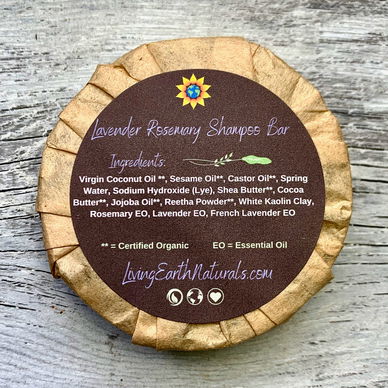 Lavender Rosemary Shampoo Bar
Ingredients:
Virgin Coconut Oil **, Sesame Oil**, Castor Oil**, Spring
Water, Sodium Hydroxide (Lye), Shea Butter**, Cocoa
Butter**, Jojoba Oil**, Reetha Powder**, White Kaolin Clay,
Rosemary EO, Lavender EO, French Lavender EO
** = Certified Organic EO = Essential Oil
LivingEarthNaturals.com